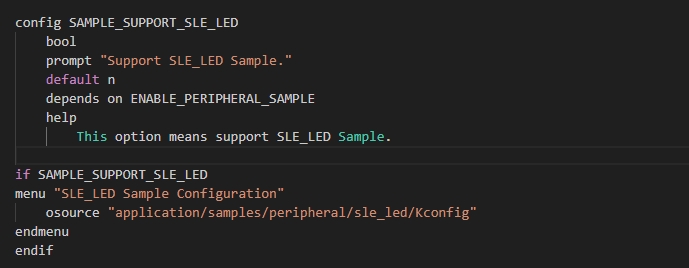 config SAMPLE_SUPPORT_SLE_LED
    bool
    prompt "Support SLE_LED Sample."
    default n
    depends on ENABLE_PERIPHERAL_SAMPLE
    help
        This option means support SLE_LED Sample.

if SAMPLE_SUPPORT_SLE_LED
menu "SLE_LED Sample Configuration"
    osource "application/samples/peripheral/sle_led/Kconfig"
endmenu
endif